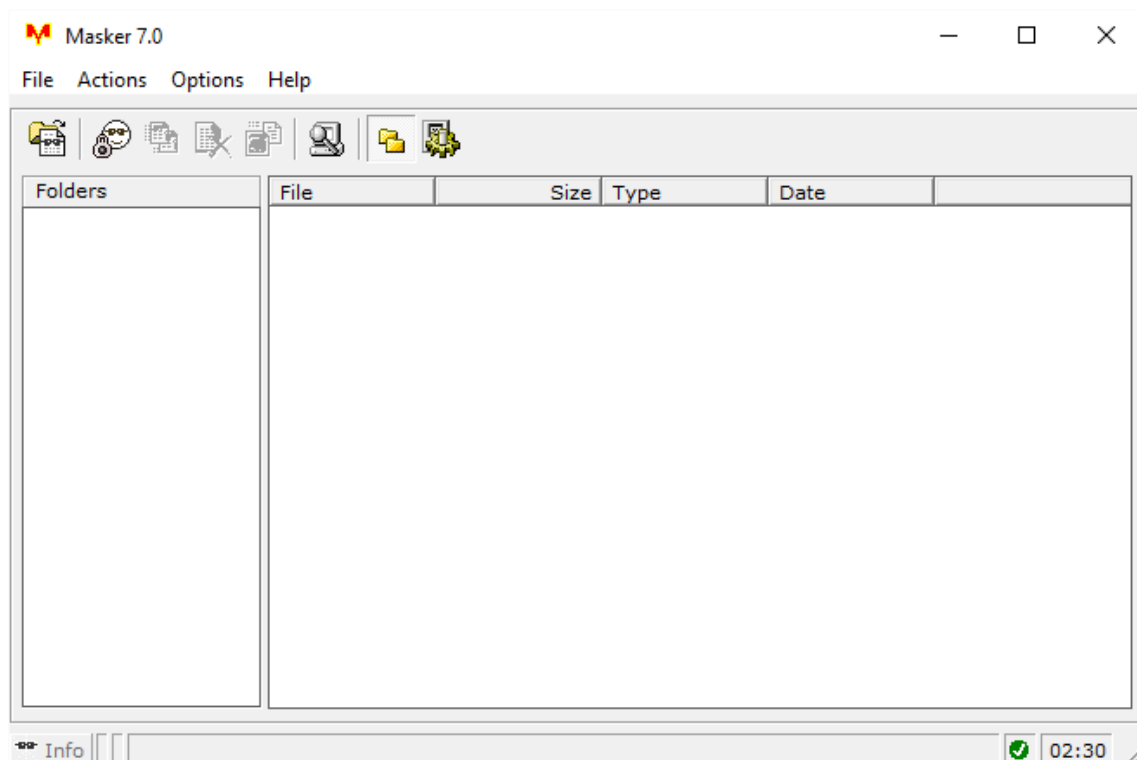 Masker 7.0
File Actions Options Help
Folders File Size Type Date
Info 02:30